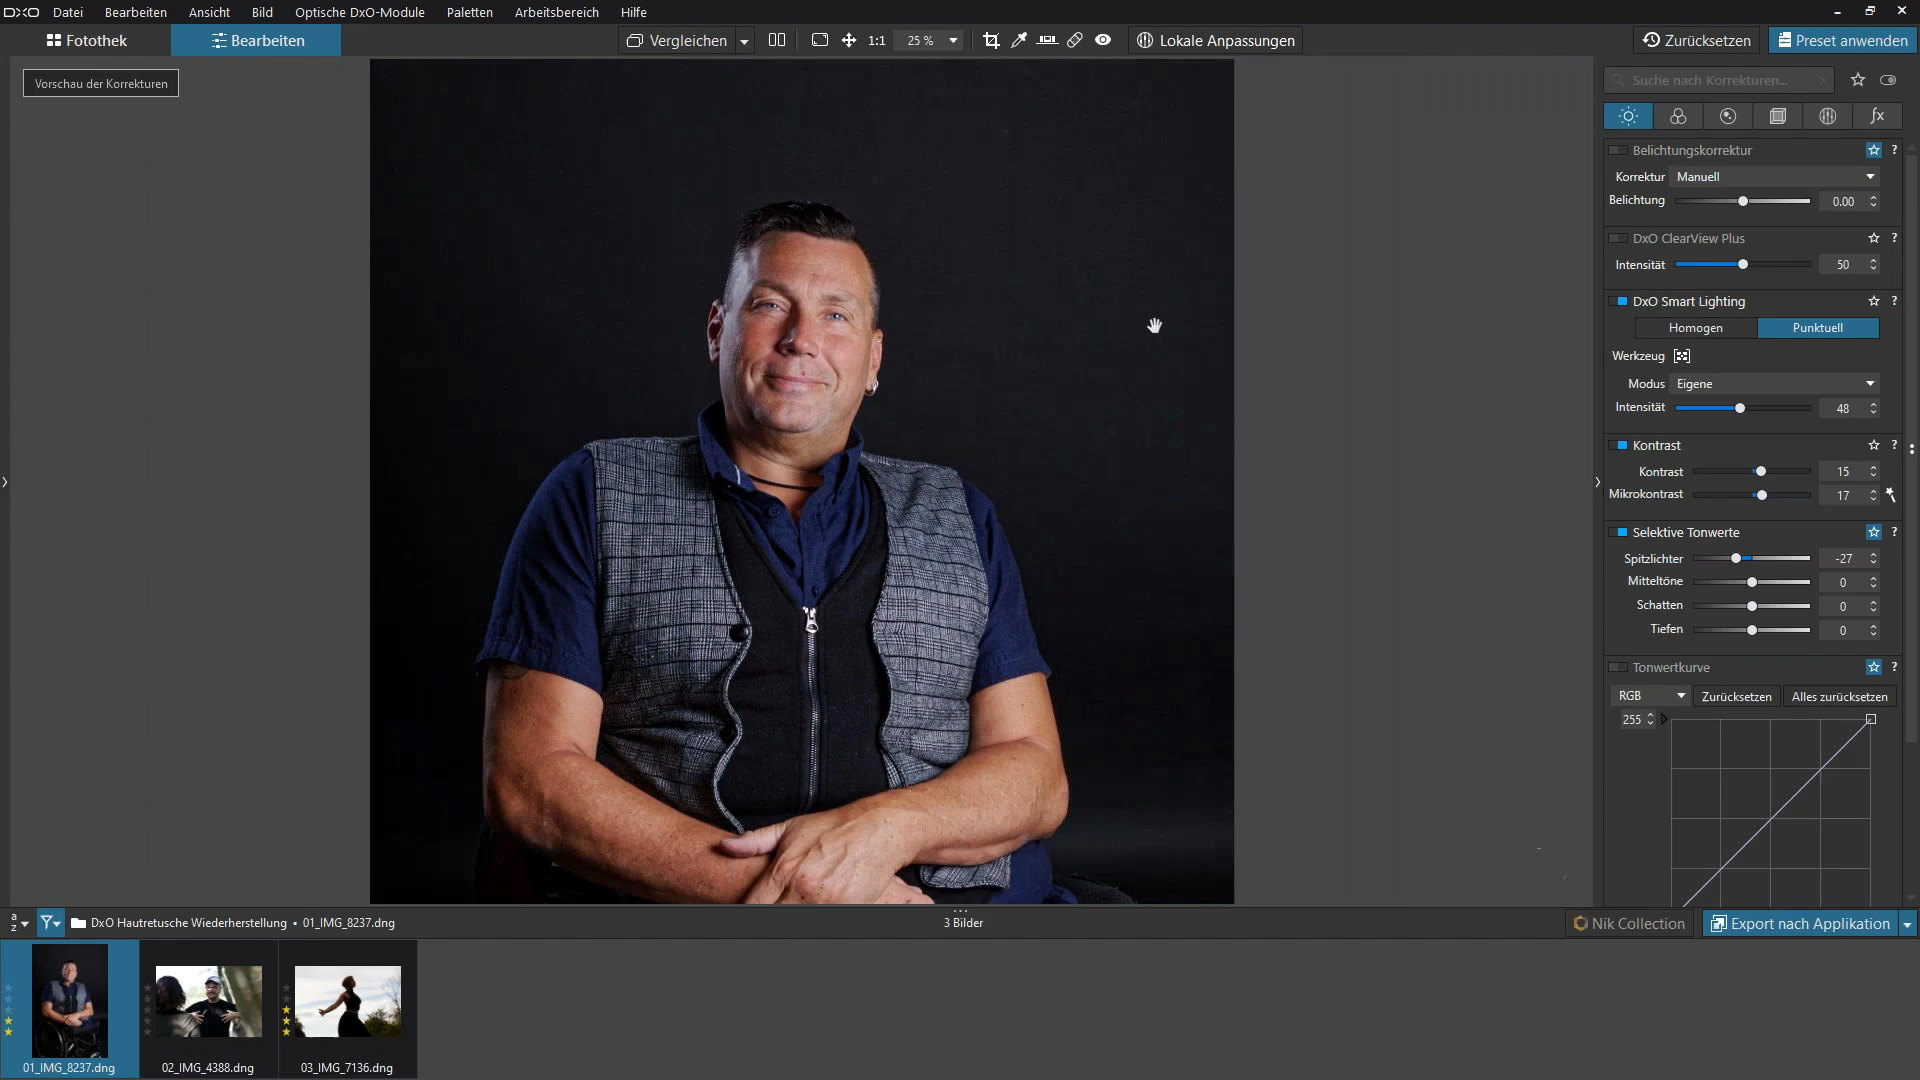 DXO Datei Bearbeiten Ansicht Bild Optische DxO-Module Paletten Arbeitsbereich Hilfe
Fotothek Bearbeiten Vergleichen 1:1 25 % Lokale Anpassungen Zurücksetzen Preset anwenden
Vorschau der Korrekturen
Suche nach Korrekturen...
fx
Belichtungskorrektur ?
Korrektur Manuell
Belichtung 0.00
DxO ClearView Plus ?
Intensität 50
DxO Smart Lighting ?
Homogen Punktuell
Werkzeug
Modus Eigene
Intensität 48
Kontrast ?
Kontrast 15
Mikrokontrast 17
Selektive Tonwerte ?
Spitzlichter -27
Mitteltöne 0
Schatten 0
Tiefen 0
Tonwertkurve ?
RGB Zurücksetzen Alles zurücksetzen
255
a
z
DxO Hautretusche Wiederherstellung • 01_IMG_8237.dng 3 Bilder Nik Collection Export nach Applikation
01_IMG_8237.dng 02_IMG_4388.dng 03_IMG_7136.dng